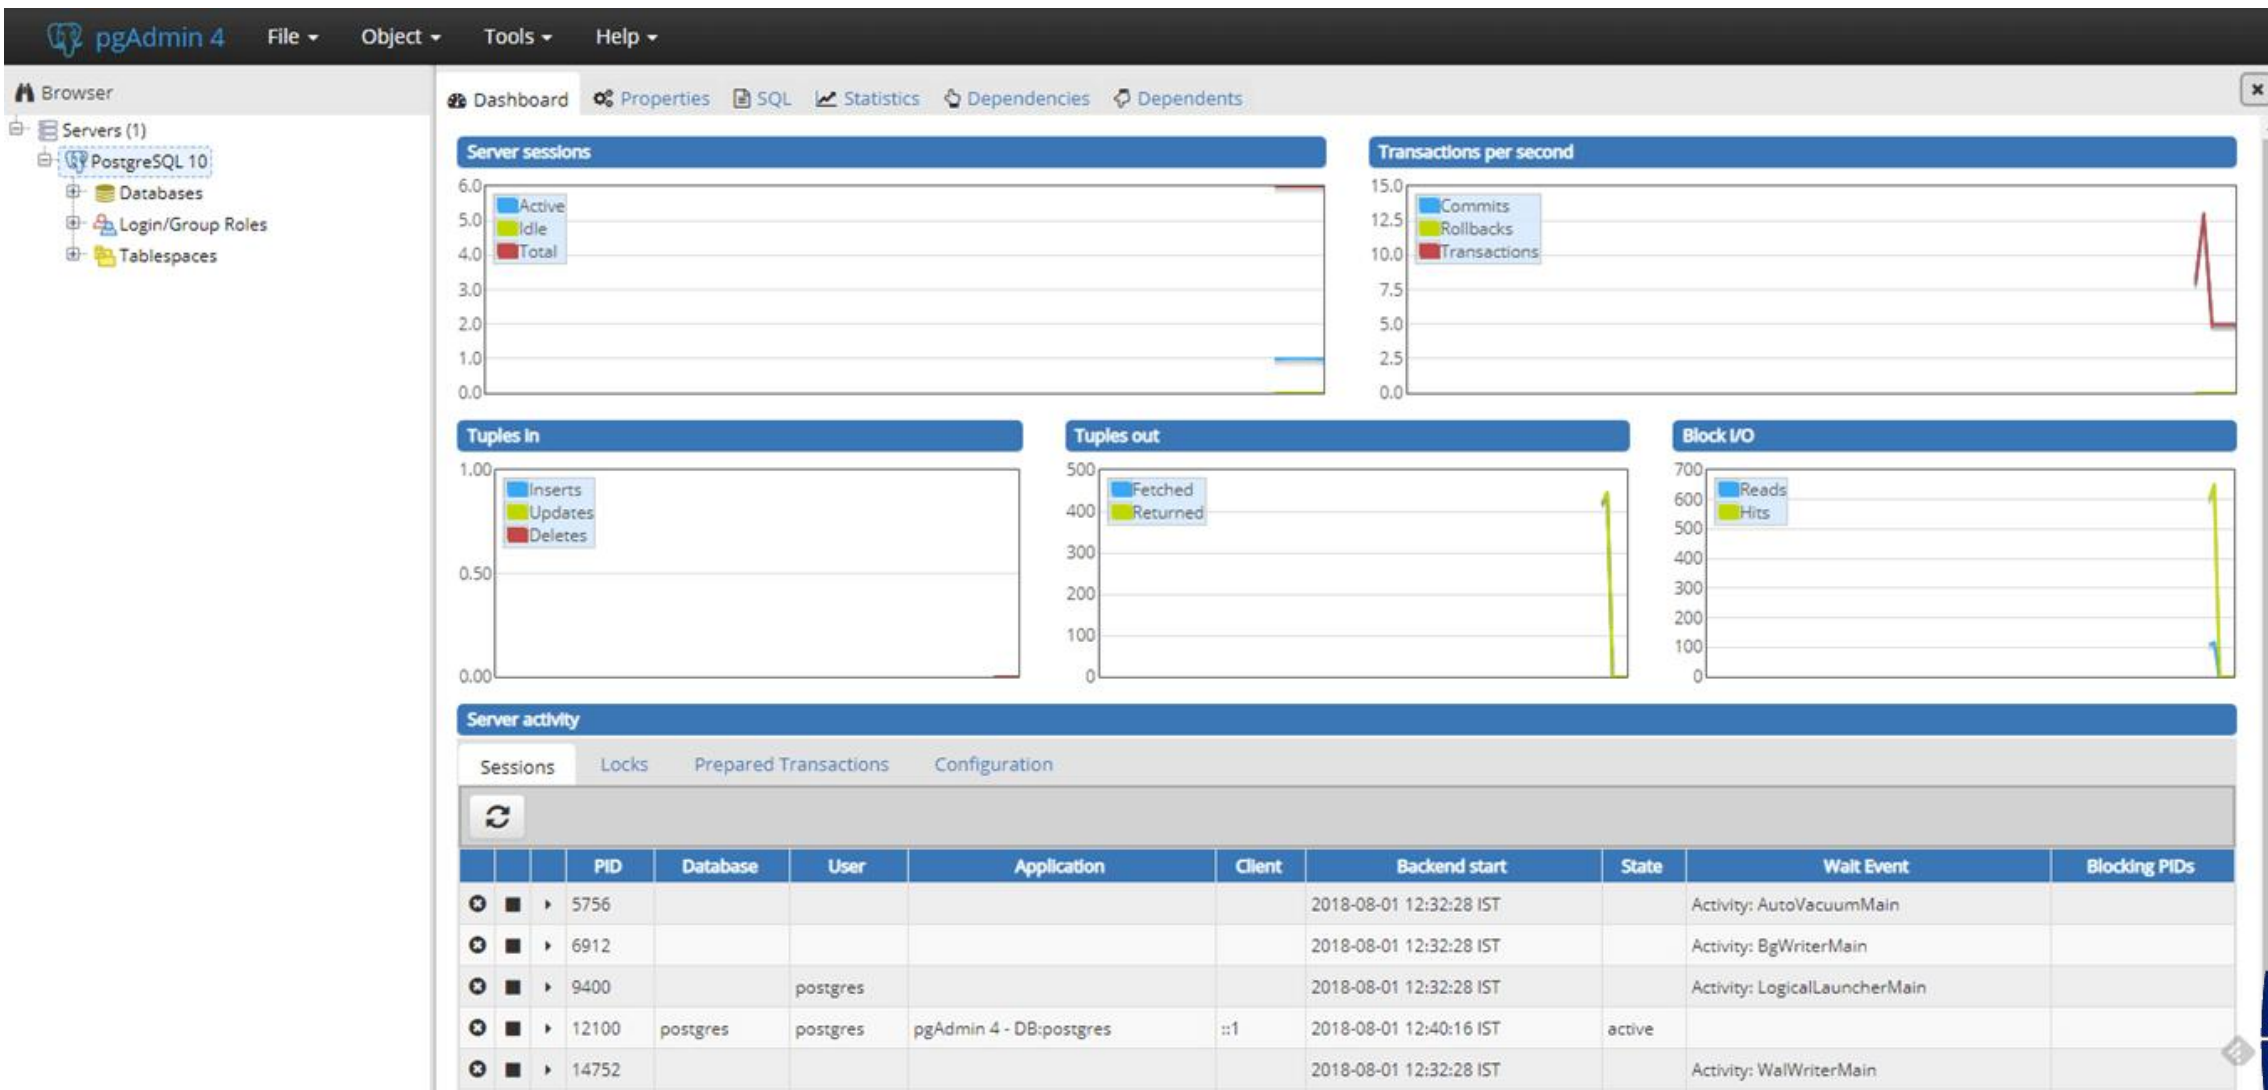 pgAdmin 4 File Object Tools Help
Browser
Servers (1)
PostgreSQL 10
Databases
Login/Group Roles
Tablespaces
Dashboard Properties SQL Statistics Dependencies Dependents
Server sessions
6.0
5.0
4.0
3.0
2.0
1.0
0.0
Active
Idle
Total
Transactions per second
15.0
12.5
10.0
7.5
5.0
2.5
0.0
Commits
Rollbacks
Transactions
Tuples in
1.00
0.50
0.00
Inserts
Updates
Deletes
Tuples out
500
400
300
200
100
0
Fetched
Returned
Block I/O
700
600
500
400
300
200
100
0
Reads
Hits
Server activity
Sessions Locks Prepared Transactions Configuration
PID Database User Application Client Backend start State Wait Event Blocking PIDs
5756 2018-08-01 12:32:28 IST Activity: AutoVacuumMain
6912 2018-08-01 12:32:28 IST Activity: BgWriterMain
9400 postgres 2018-08-01 12:32:28 IST Activity: LogicalLauncherMain
12100 postgres postgres pgAdmin 4 - DB:postgres ::1 2018-08-01 12:40:16 IST active
14752 2018-08-01 12:32:28 IST Activity: WalWriterMain